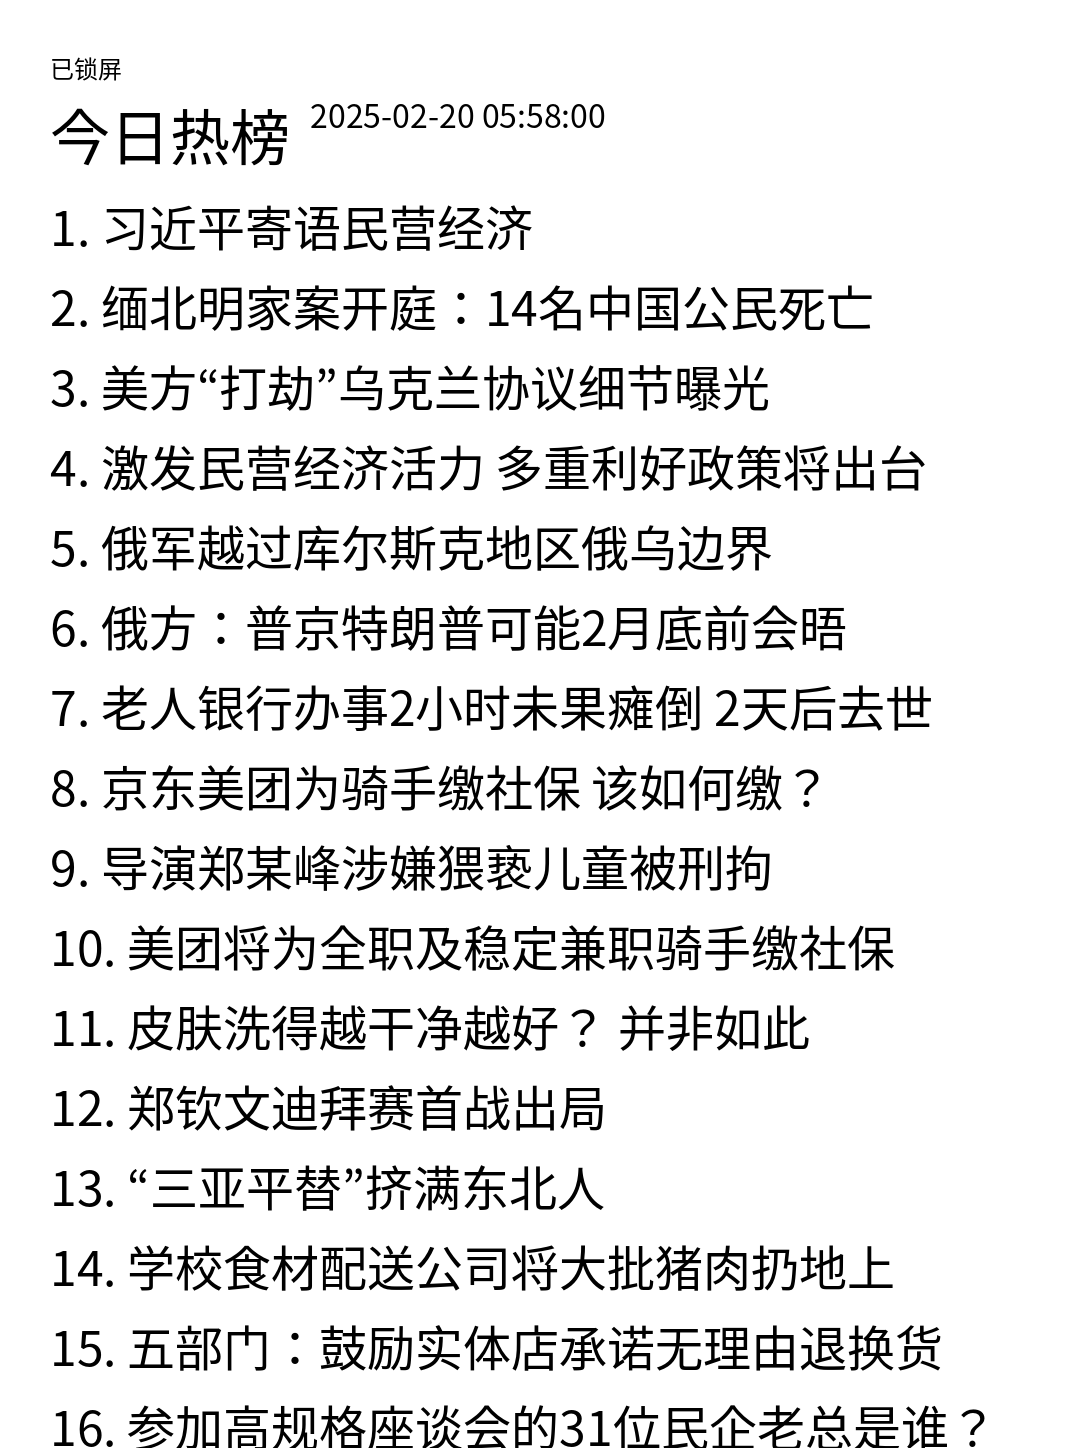 已锁屏
今日热榜 2025-02-20 05:58:00
1. 习近平寄语民营经济
2. 缅北明家案开庭：14名中国公民死亡
3. 美方“打劫”乌克兰协议细节曝光
4. 激发民营经济活力 多重利好政策将出台
5. 俄军越过库尔斯克地区俄乌边界
6. 俄方：普京特朗普可能2月底前会晤
7. 老人银行办事2小时未果瘫倒 2天后去世
8. 京东美团为骑手缴社保 该如何缴？
9. 导演郑某峰涉嫌猥亵儿童被刑拘
10. 美团将为全职及稳定兼职骑手缴社保
11. 皮肤洗得越干净越好？ 并非如此
12. 郑钦文迪拜赛首战出局
13. “三亚平替”挤满东北人
14. 学校食材配送公司将大批猪肉扔地上
15. 五部门：鼓励实体店承诺无理由退换货
16. 参加高规格座谈会的31位民企老总是谁？